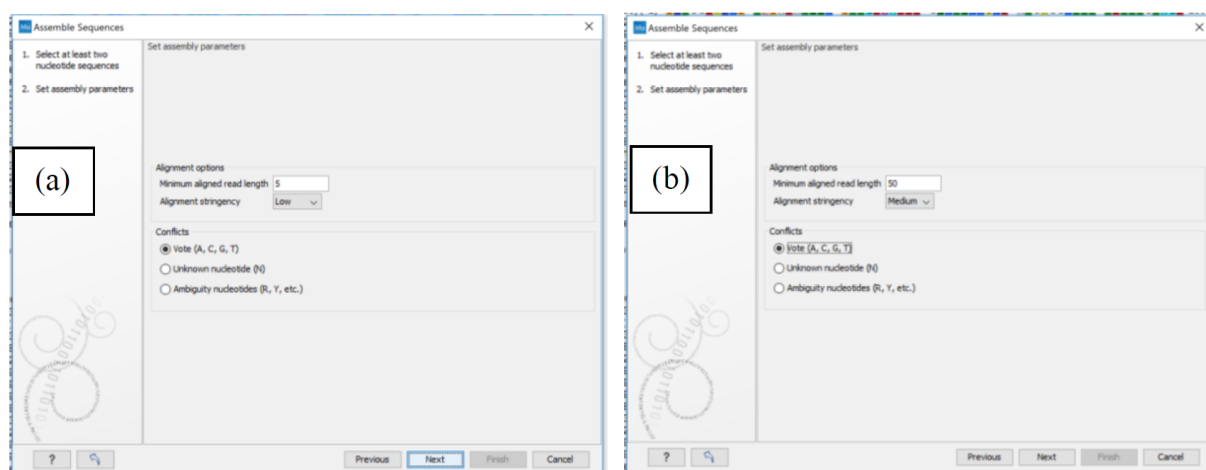 Assemble Sequences
1. Select at least two
nucleotide sequences
2. Set assembly parameters
Set assembly parameters
(a)
Alignment options
Minimum aligned read length 5
Alignment stringency Low
Conflicts
Vote (A, C, G, T)
Unknown nucleotide (N)
Ambiguity nucleotides (R, Y, etc.)
? Previous Next Finish Cancel
Assemble Sequences
1. Select at least two
nucleotide sequences
2. Set assembly parameters
Set assembly parameters
(b)
Alignment options
Minimum aligned read length 50
Alignment stringency Medium
Conflicts
Vote (A, C, G, T)
Unknown nucleotide (N)
Ambiguity nucleotides (R, Y, etc.)
? Previous Next Finish Cancel